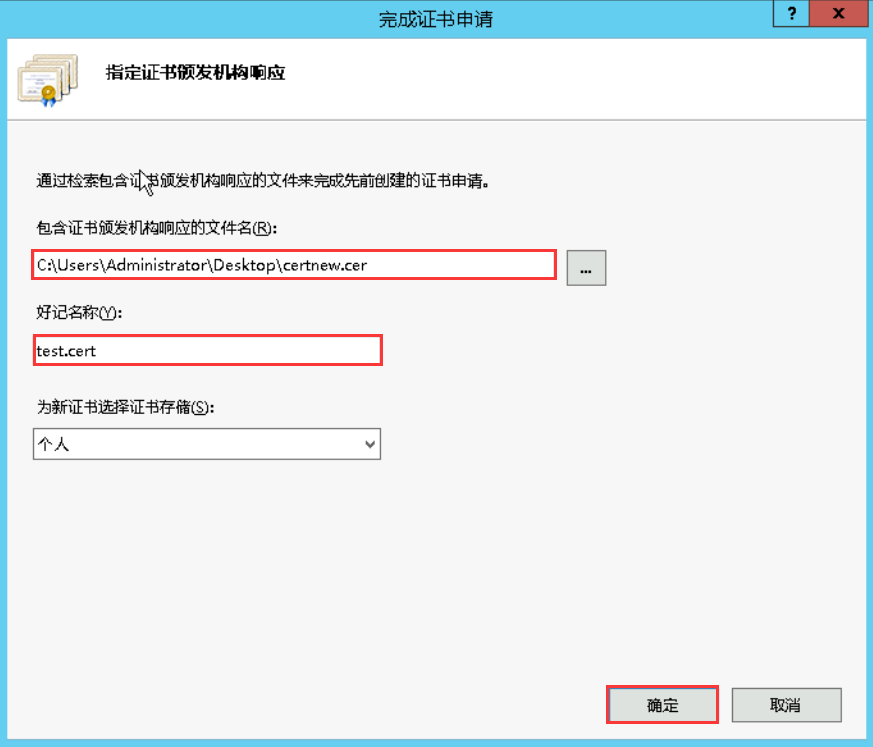 完成证书申请
?
x
指定证书颁发机构响应
通过检索包含证书颁发机构响应的文件来完成先前创建的证书申请。
包含证书颁发机构响应的文件名(R):
C:\Users\Administrator\Desktop\certnew.cer
...
好记名称(Y):
test.cert
为新证书选择证书存储(S):
个人
确定
取消